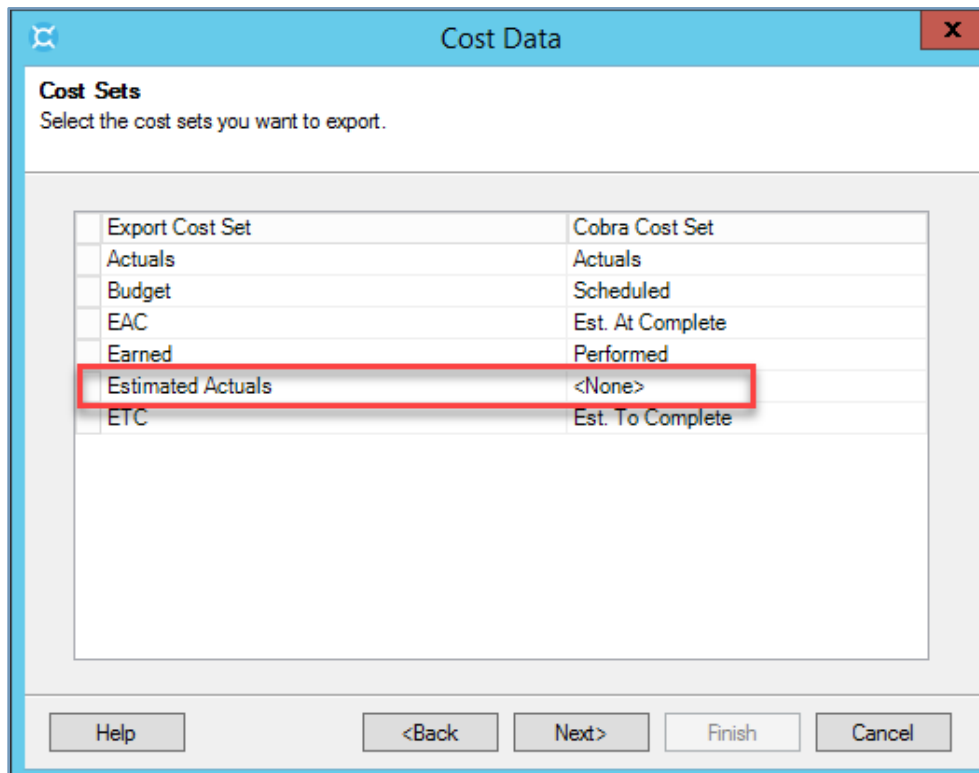 Cost Data
x
Cost Sets
Select the cost sets you want to export.
Export Cost Set Cobra Cost Set
Actuals Actuals
Budget Scheduled
EAC Est. At Complete
Earned Performed
Estimated Actuals <None>
ETC Est. To Complete
Help <Back Next> Finish Cancel